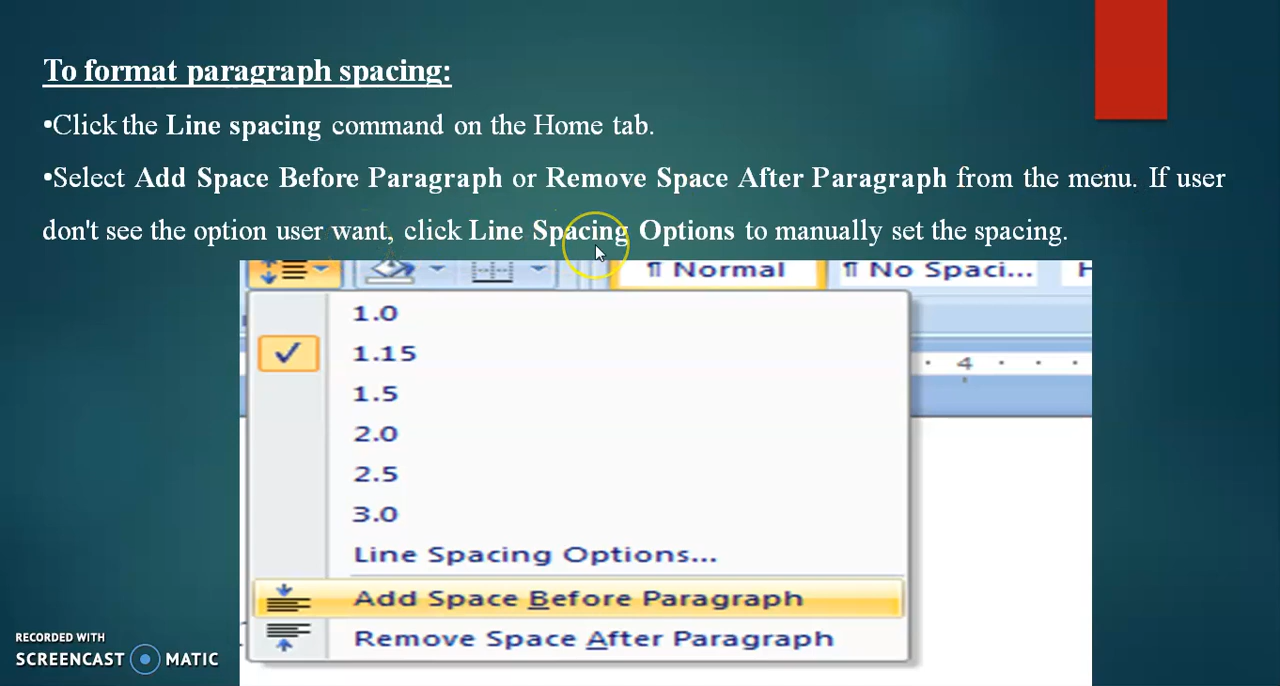 To format paragraph spacing:
•Click the Line spacing command on the Home tab.
•Select Add Space Before Paragraph or Remove Space After Paragraph from the menu. If user
don't see the option user want, click Line Spacing Options to manually set the spacing.
¶ Normal ¶ No Spaci... H
1.0
1.15
4
1.5
2.0
2.5
3.0
Line Spacing Options...
Add Space Before Paragraph
Remove Space After Paragraph
RECORDED WITH
SCREENCAST MATIC